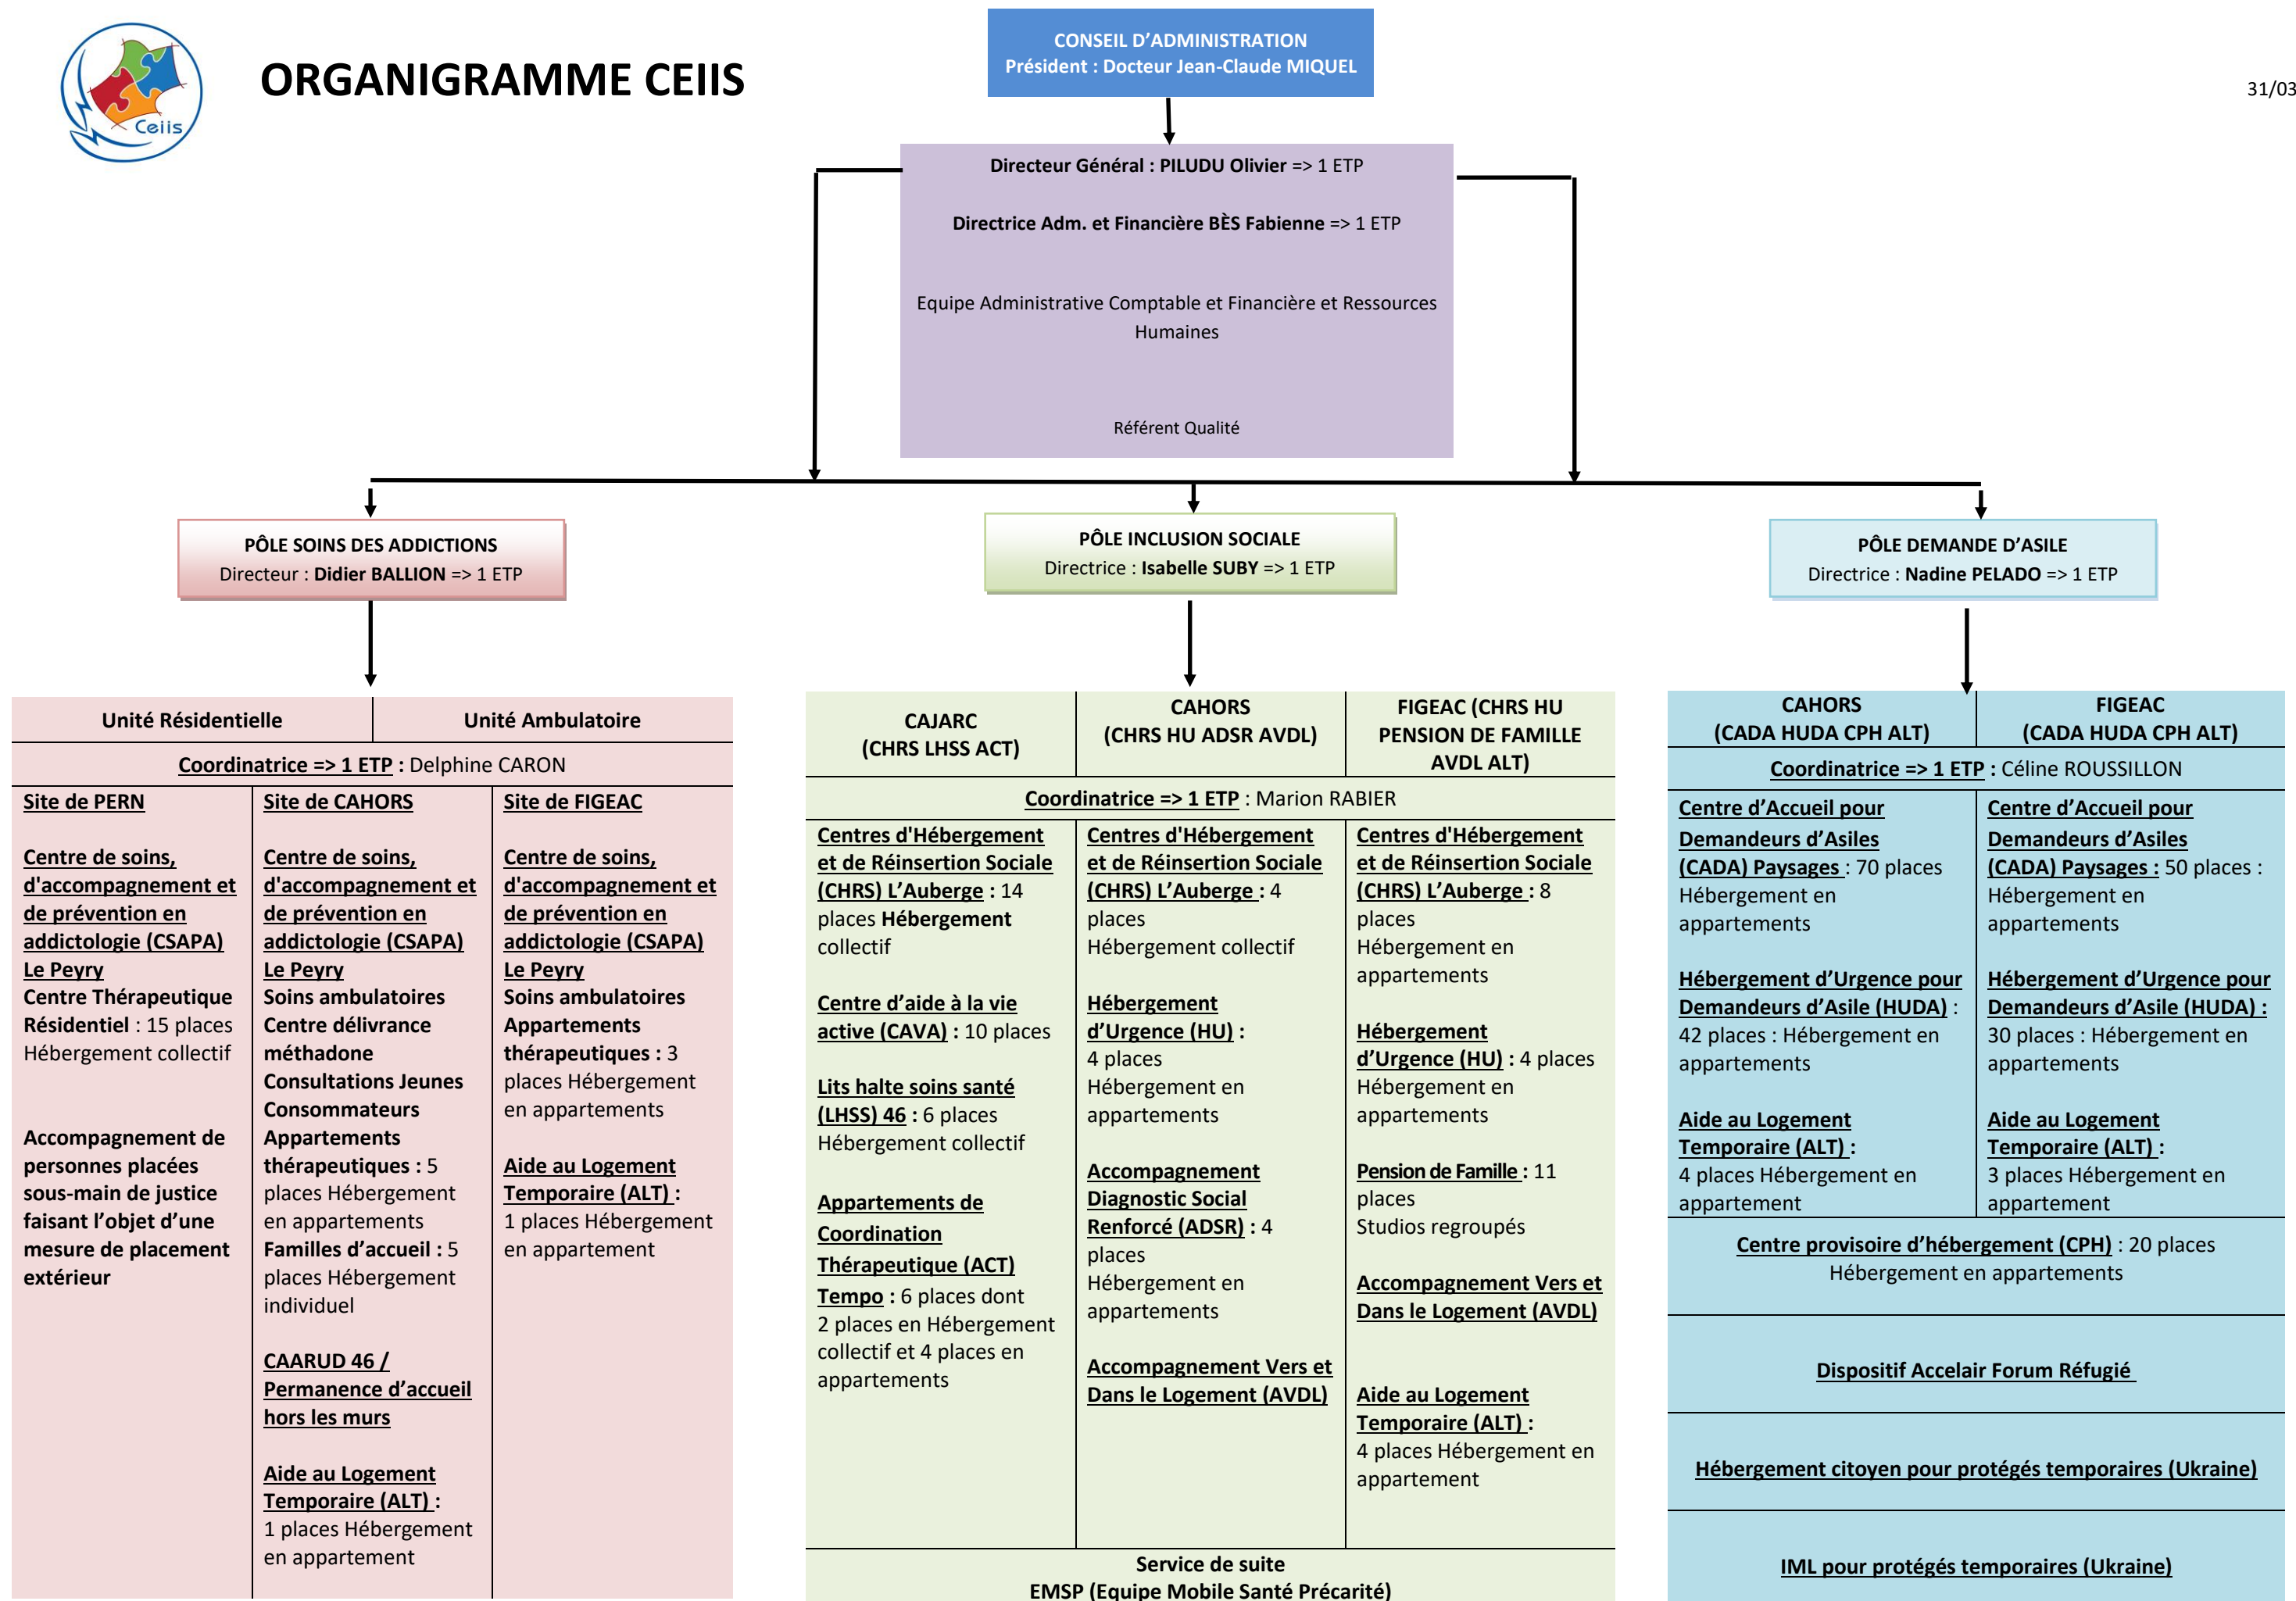 Ceiis
ORGANIGRAMME CEIIS
CONSEIL D'ADMINISTRATION
Président : Docteur Jean-Claude MIQUEL
31/03
Directeur Général : PILUDU Olivier => 1 ETP
Directrice Adm. et Financière BÈS Fabienne => 1 ETP
Equipe Administrative Comptable et Financière et Ressources
Humaines
Référent Qualité
PÔLE SOINS DES ADDICTIONS
Directeur : Didier BALLION => 1 ETP
PÔLE INCLUSION SOCIALE
Directrice : Isabelle SUBY => 1 ETP
PÔLE DEMANDE D'ASILE
Directrice : Nadine PELADO => 1 ETP
Unité Résidentielle
Unité Ambulatoire
Coordinatrice => 1 ETP : Delphine CARON
Site de PERN
Centre de soins,
d'accompagnement et
de prévention en
addictologie (CSAPA)
Le Peyry
Centre Thérapeutique
Résidentiel : 15 places
Hébergement collectif
Accompagnement de
personnes placées
sous-main de justice
faisant l'objet d'une
mesure de placement
extérieur
Site de CAHORS
Centre de soins,
d'accompagnement et
de prévention en
addictologie (CSAPA)
Le Peyry
Soins ambulatoires
Centre délivrance
méthadone
Consultations Jeunes
Consommateurs
Appartements
thérapeutiques : 5
places Hébergement
en appartements
Familles d'accueil : 5
places Hébergement
individuel
CAARUD 46 /
Permanence d'accueil
hors les murs
Aide au Logement
Temporaire (ALT) :
1 places Hébergement
en appartement
Site de FIGEAC
Centre de soins,
d'accompagnement et
de prévention en
addictologie (CSAPA)
Le Peyry
Soins ambulatoires
Appartements
thérapeutiques : 3
places Hébergement
en appartements
Aide au Logement
Temporaire (ALT) :
1 places Hébergement
en appartement
CAJARC
(CHRS LHSS ACT)
CAHORS
(CHRS HU ADSR AVDL)
FIGEAC (CHRS HU
PENSION DE FAMILLE
AVDL ALT)
Coordinatrice => 1 ETP : Marion RABIER
Centres d'Hébergement
et de Réinsertion Sociale
(CHRS) L'Auberge : 14
places Hébergement
collectif
Centre d'aide à la vie
active (CAVA) : 10 places
Lits halte soins santé
(LHSS) 46 : 6 places
Hébergement collectif
Appartements de
Coordination
Thérapeutique (ACT)
Tempo : 6 places dont
2 places en Hébergement
collectif et 4 places en
appartements
Centres d'Hébergement
et de Réinsertion Sociale
(CHRS) L'Auberge : 4
places
Hébergement collectif
Hébergement
d'Urgence (HU) :
4 places
Hébergement en
appartements
Accompagnement
Diagnostic Social
Renforcé (ADSR) : 4
places
Hébergement en
appartements
Accompagnement Vers et
Dans le Logement (AVDL)
Centres d'Hébergement
et de Réinsertion Sociale
(CHRS) L'Auberge : 8
places
Hébergement en
appartements
Hébergement
d'Urgence (HU) : 4 places
Hébergement en
appartements
Pension de Famille : 11
places
Studios regroupés
Accompagnement Vers et
Dans le Logement (AVDL)
Aide au Logement
Temporaire (ALT) :
4 places Hébergement en
appartement
Service de suite
EMSP (Equipe Mobile Santé Précarité)
CAHORS
(CADA HUDA CPH ALT)
FIGEAC
(CADA HUDA CPH ALT)
Coordinatrice => 1 ETP : Céline ROUSSILLON
Centre d'Accueil pour
Demandeurs d'Asiles
(CADA) Paysages : 70 places
Hébergement en
appartements
Hébergement d'Urgence pour
Demandeurs d'Asile (HUDA) :
42 places : Hébergement en
appartements
Aide au Logement
Temporaire (ALT) :
4 places Hébergement en
appartement
Centre d'Accueil pour
Demandeurs d'Asiles
(CADA) Paysages : 50 places :
Hébergement en
appartements
Hébergement d'Urgence pour
Demandeurs d'Asile (HUDA) :
30 places : Hébergement en
appartements
Aide au Logement
Temporaire (ALT) :
3 places Hébergement en
appartement
Centre provisoire d'hébergement (CPH) : 20 places
Hébergement en appartements
Dispositif Accelair Forum Réfugié
Hébergement citoyen pour protégés temporaires (Ukraine)
IML pour protégés temporaires (Ukraine)